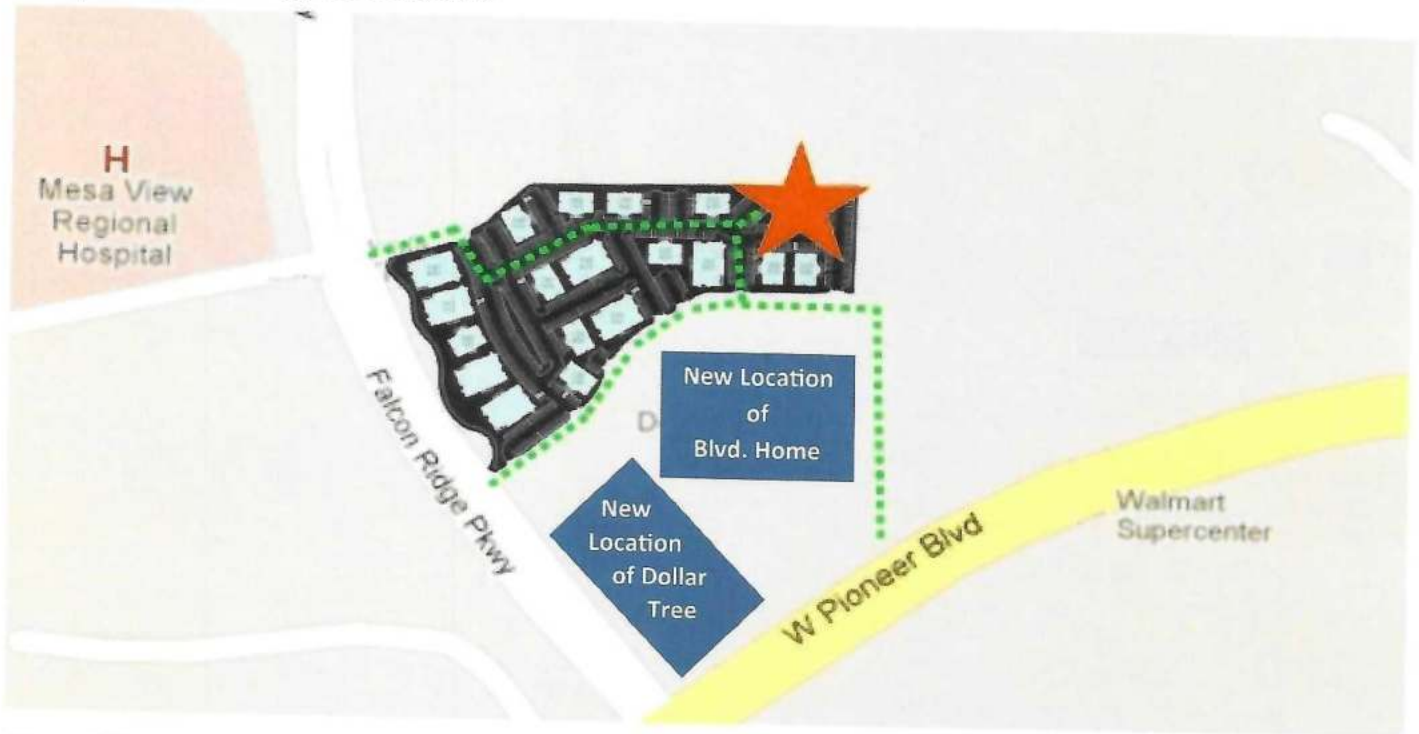 H
Mesa View
Regional
Hospital
Falcon Ridge Pkwy
New Location
of
Blvd. Home
New
Location
of Dollar
Tree
W Pioneer Blvd
Walmart
Supercenter